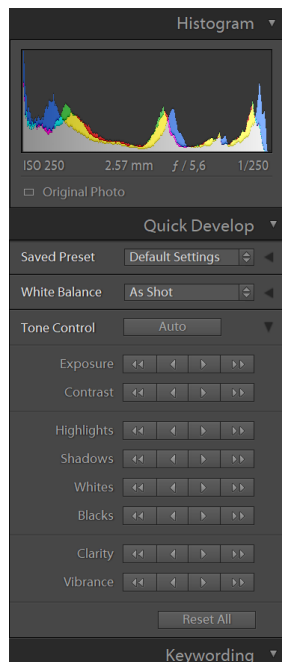 Histogram
ISO 250 2.57 mm ƒ / 5,6 1/250
Original Photo
Quick Develop
Saved Preset Default Settings
White Balance As Shot
Tone Control Auto
Exposure
Contrast
Highlights
Shadows
Whites
Blacks
Clarity
Vibrance
Reset All
Keywording